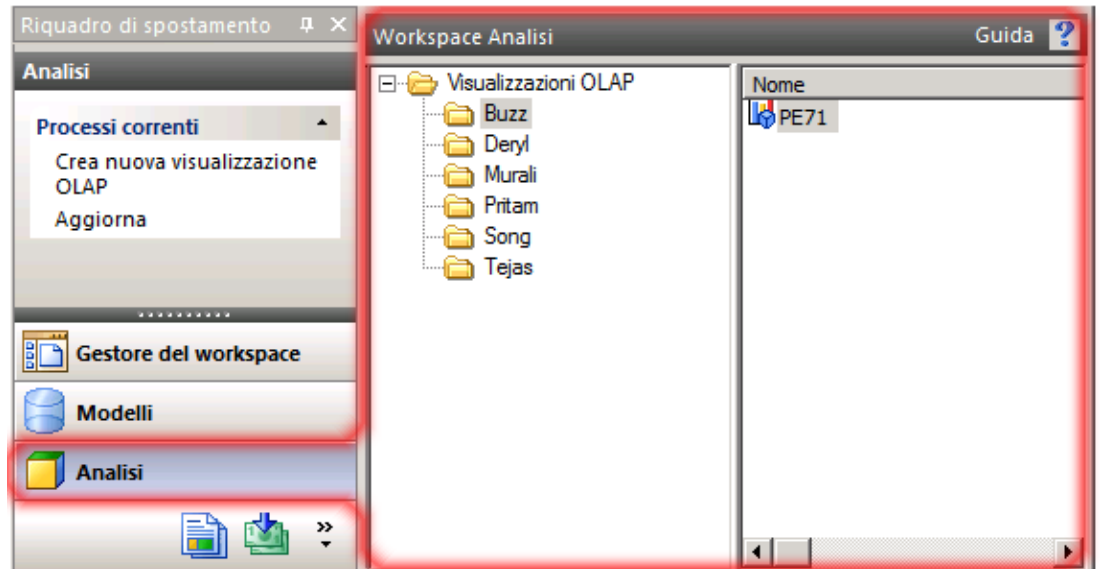 Riquadro di spostamento
Analisi
Processi correnti
Crea nuova visualizzazione
OLAP
Aggiorna
Gestore del workspace
Modelli
Analisi
Workspace Analisi
Guida
Visualizzazioni OLAP
Buzz
Deryl
Murali
Pritam
Song
Tejas
Nome
PE71